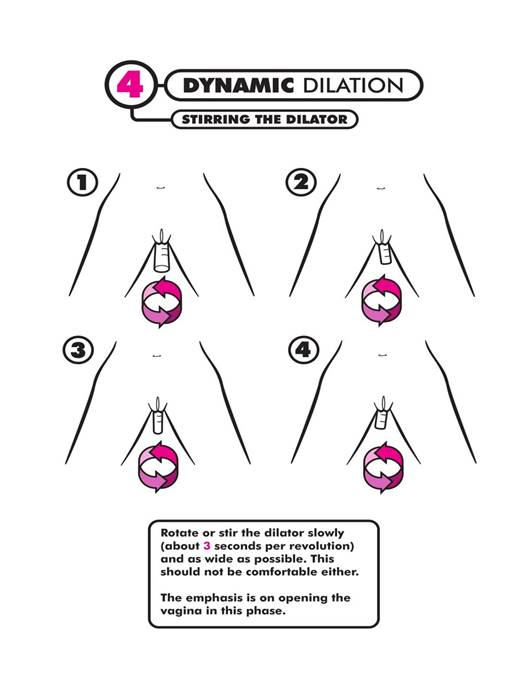 4
DYNAMIC DILATION
STIRRING THE DILATOR
1
2
3
4
Rotate or stir the dilator slowly
(about 3 seconds per revolution)
and as wide as possible. This
should not be comfortable either.
The emphasis is on opening the
vagina in this phase.